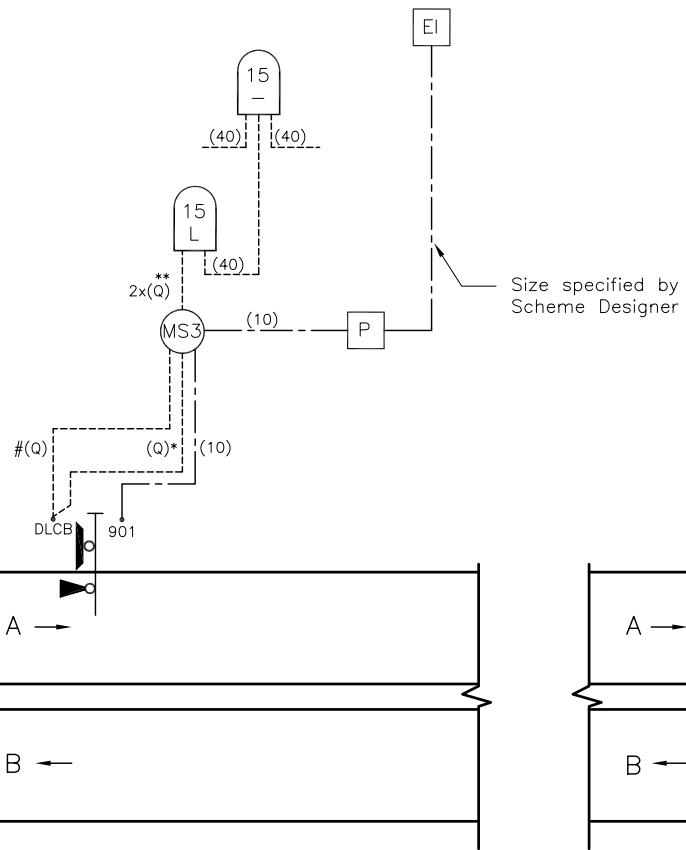 EI
15
–
(40)
(40)
15
L
(40)
**
2x(Q)
Size specified by
Scheme Designer
MS3
(10)
P
#(Q)
(Q)*
(10)
DLCB
901
A
A
B
B